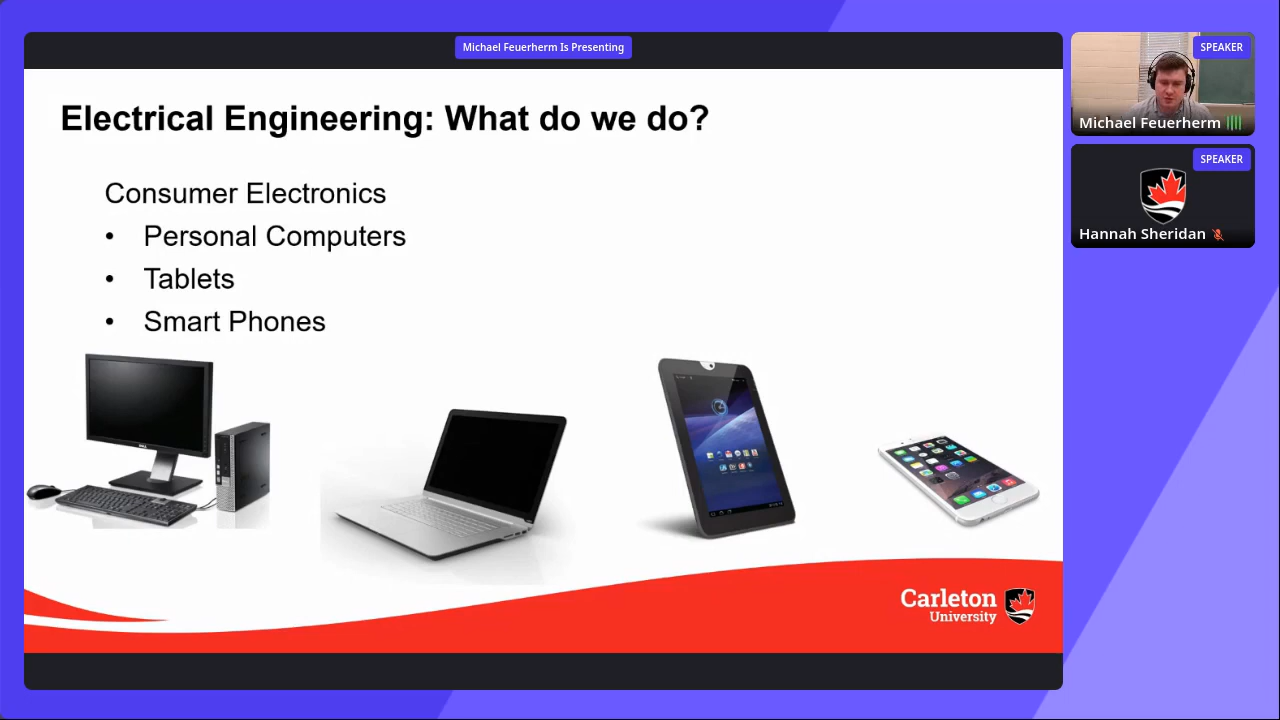 Michael Feuerherm Is Presenting
SPEAKER
Michael Feuerherm
SPEAKER
Hannah Sheridan
Electrical Engineering: What do we do?
Consumer Electronics
• Personal Computers
• Tablets
• Smart Phones
DELL
Carleton
University